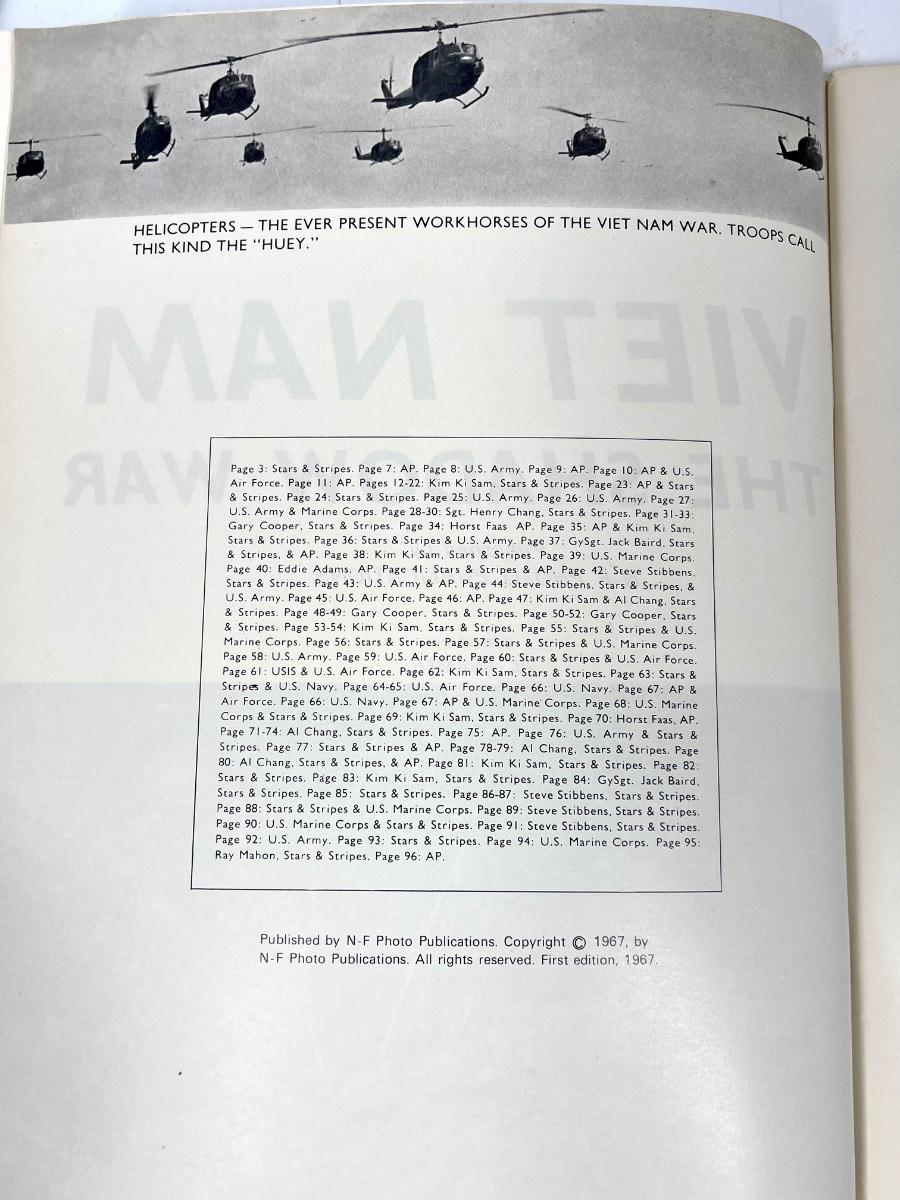 HELICOPTERS — THE EVER PRESENT WORKHORSES OF THE VIET NAM WAR. TROOPS CALL
THIS KIND THE “HUEY.”
VIET NAM
THE SHADOW WAR
Page 3: Stars & Stripes. Page 7: AP. Page 8: U.S. Army. Page 9: AP. Page 10: AP & U.S.
Air Force. Page 11: AP. Pages 12-22: Kim Ki Sam, Stars & Stripes. Page 23: AP & Stars
& Stripes. Page 24: Stars & Stripes. Page 25: U.S. Army. Page 26: U.S. Army. Page 27:
U.S. Army & Marine Corps. Page 28-30: Sgt. Henry Chang, Stars & Stripes. Page 31-33:
Gary Cooper, Stars & Stripes. Page 34: Horst Faas AP. Page 35: AP & Kim Ki Sam,
Stars & Stripes. Page 36: Stars & Stripes & U.S. Army. Page 37: GySgt. Jack Baird, Stars
& Stripes, & AP. Page 38: Kim Ki Sam, Stars & Stripes. Page 39: U.S. Marine Corps.
Page 40: Eddie Adams, AP. Page 41: Stars & Stripes & AP. Page 42: Steve Stibbens,
Stars & Stripes. Page 43: U.S. Army & AP. Page 44: Steve Stibbens, Stars & Stripes, &
U.S. Army. Page 45: U.S. Air Force. Page 46: AP. Page 47: Kim Ki Sam & Al Chang, Stars
& Stripes. Page 48-49: Gary Cooper, Stars & Stripes. Page 50-52: Gary Cooper, Stars
& Stripes. Page 53-54: Kim Ki Sam, Stars & Stripes. Page 55: Stars & Stripes & U.S.
Marine Corps. Page 56: Stars & Stripes. Page 57: Stars & Stripes & U.S. Marine Corps.
Page 58: U.S. Army. Page 59: U.S. Air Force. Page 60: Stars & Stripes & U.S. Air Force.
Page 61: USIS & U.S. Air Force. Page 62: Kim Ki Sam, Stars & Stripes. Page 63: Stars &
Stripes & U.S. Navy. Page 64-65: U.S. Air Force. Page 66: U.S. Navy. Page 67: AP &
Air Force. Page 66: U.S. Navy. Page 67: AP & U.S. Marine Corps. Page 68: U.S. Marine
Corps & Stars & Stripes. Page 69: Kim Ki Sam, Stars & Stripes. Page 70: Horst Faas, AP.
Page 71-74: Al Chang, Stars & Stripes. Page 75: AP. Page 76: U.S. Army & Stars &
Stripes. Page 77: Stars & Stripes & AP. Page 78-79: Al Chang, Stars & Stripes. Page
80: Al Chang, Stars & Stripes, & AP. Page 81: Kim Ki Sam, Stars & Stripes. Page 82:
Stars & Stripes. Page 83: Kim Ki Sam, Stars & Stripes. Page 84: GySgt. Jack Baird,
Stars & Stripes. Page 85: Stars & Stripes. Page 86-87: Steve Stibbens, Stars & Stripes.
Page 88: Stars & Stripes & U.S. Marine Corps. Page 89: Steve Stibbens, Stars & Stripes.
Page 90: U.S. Marine Corps & Stars & Stripes. Page 91: Steve Stibbens, Stars & Stripes.
Page 92: U.S. Army. Page 93: Stars & Stripes. Page 94: U.S. Marine Corps. Page 95:
Ray Mahon, Stars & Stripes. Page 96: AP.
Published by N-F Photo Publications. Copyright © 1967, by
N-F Photo Publications. All rights reserved. First edition, 1967.